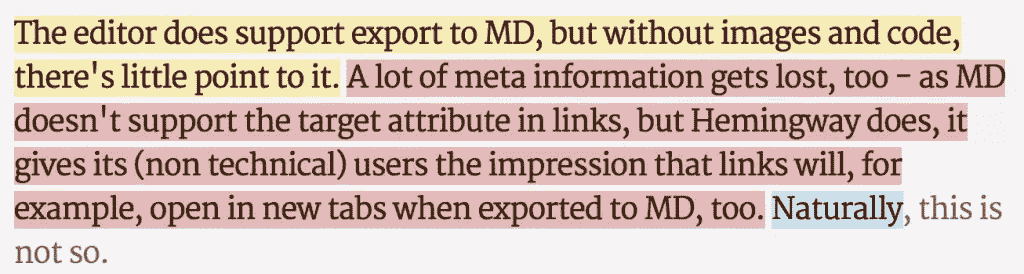 The editor does support export to MD, but without images and code,
there's little point to it. A lot of meta information gets lost, too - as MD
doesn't support the target attribute in links, but Hemingway does, it
gives its (non technical) users the impression that links will, for
example, open in new tabs when exported to MD, too. Naturally, this is
not so.